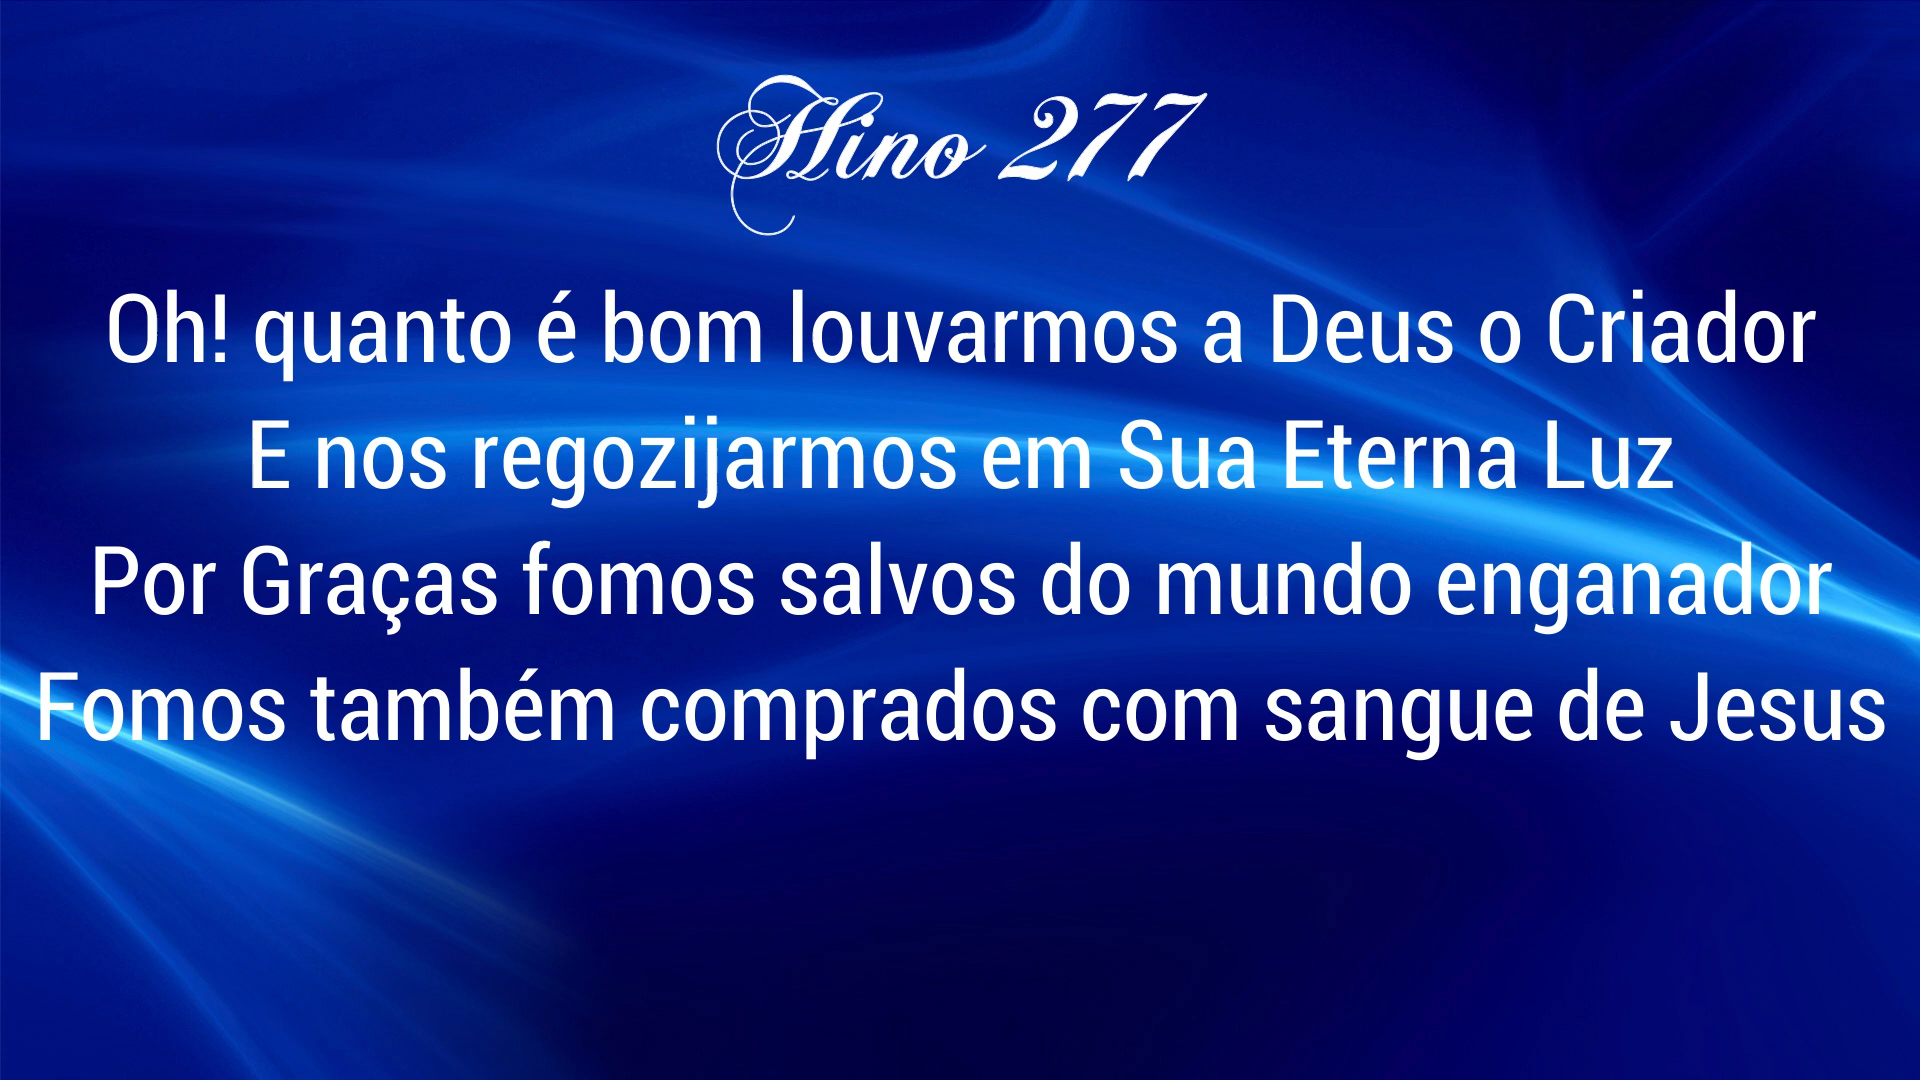 Hino 277
Oh! quanto é bom louvarmos a Deus o Criador
E nos regozijarmos em Sua Eterna Luz
Por Graças fomos salvos do mundo enganador
Fomos também comprados com sangue de Jesus